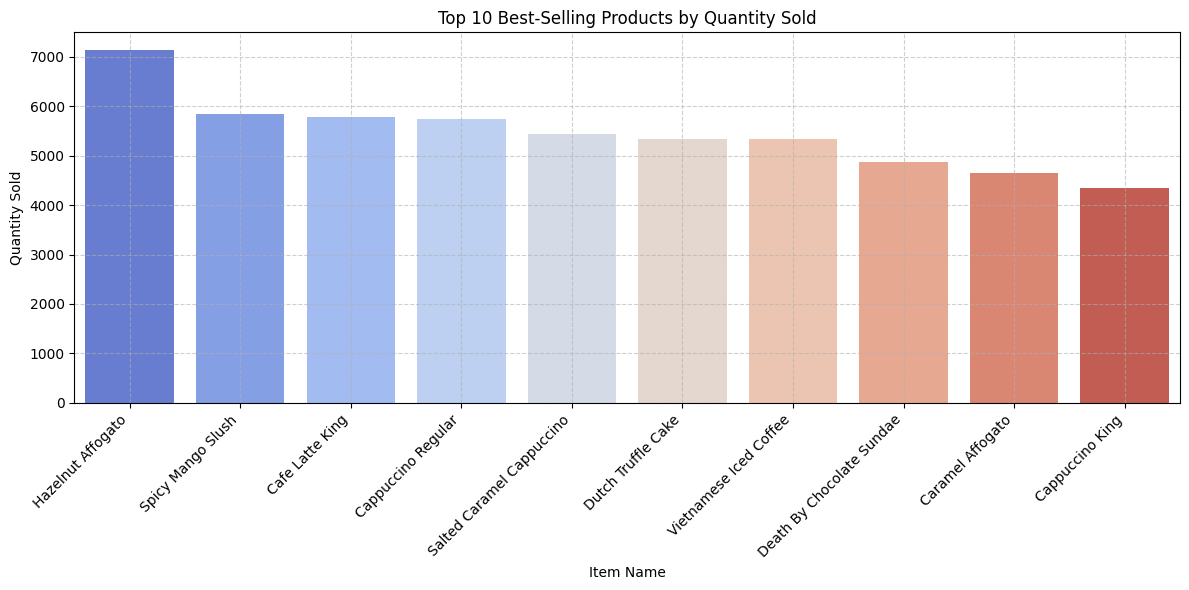 Top 10 Best-Selling Products by Quantity Sold
Quantity Sold
7000
6000
5000
4000
3000
2000
1000
0
Hazelnut Affogato
Spicy Mango Slush
Cafe Latte King
Cappuccino Regular
Salted Caramel Cappuccino
Dutch Truffle Cake
Vietnamese Iced Coffee
Death By Chocolate Sundae
Caramel Affogato
Cappuccino King
Item Name